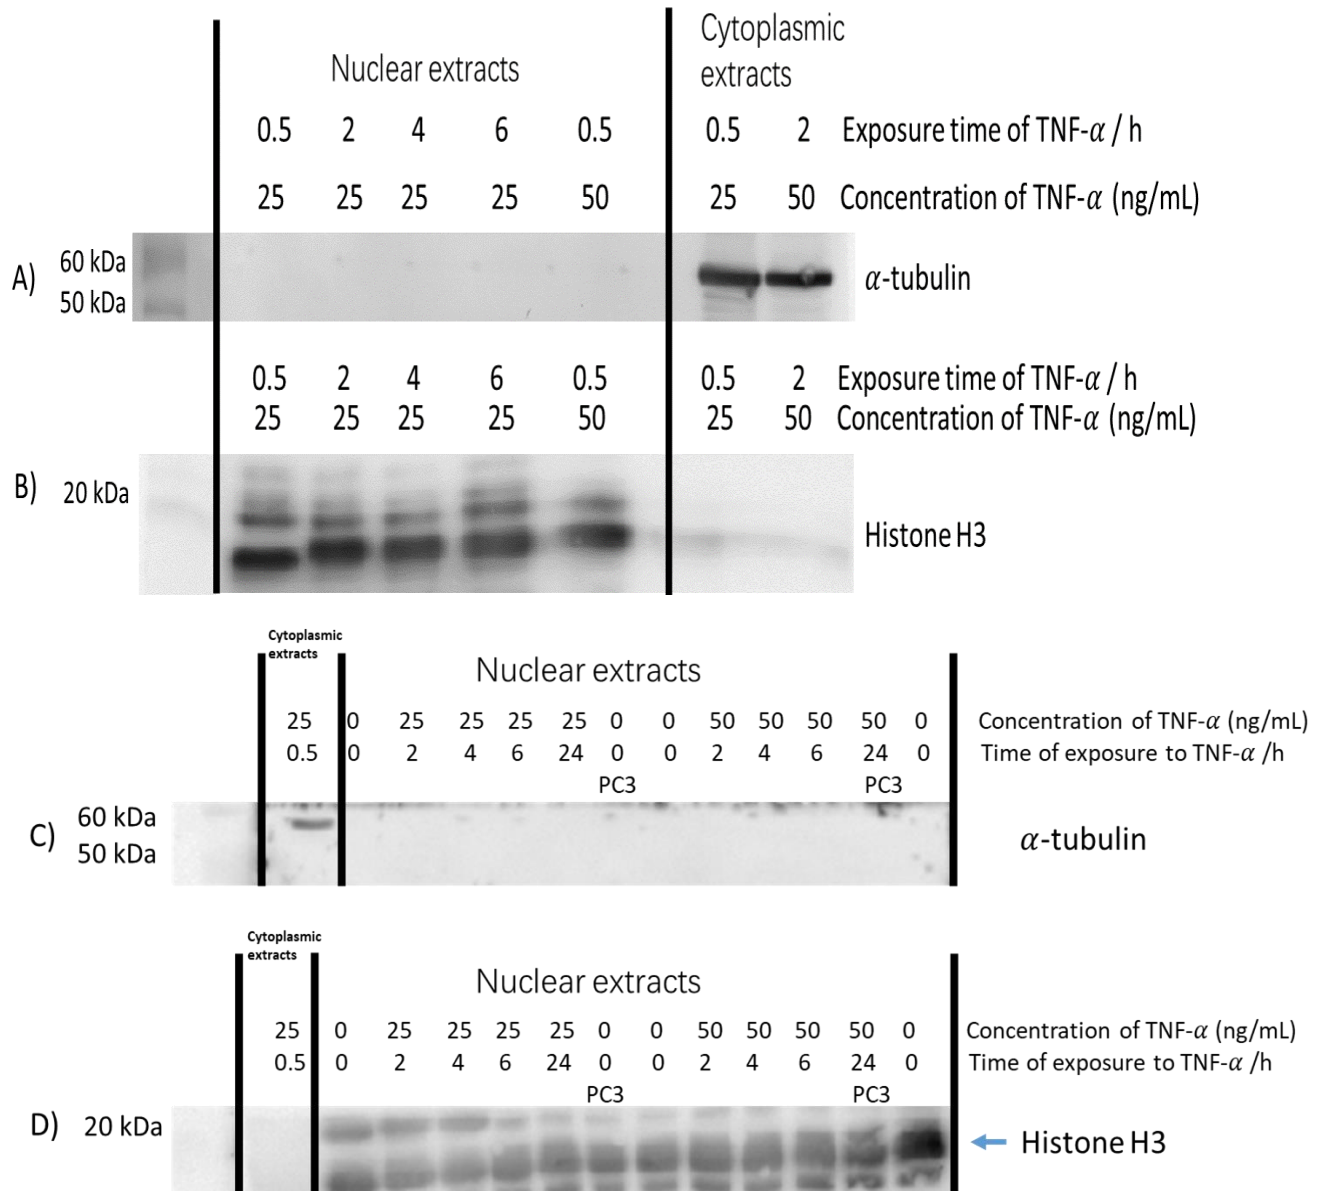 Nuclear extracts
Cytoplasmic
extracts
0.5 2 4 6 0.5 0.5 2 Exposure time of TNF-α / h
25 25 25 25 50 25 50 Concentration of TNF-α (ng/mL)
A) 60 kDa
50 kDa
α-tubulin
0.5 2 4 6 0.5 0.5 2 Exposure time of TNF-α / h
25 25 25 25 50 25 50 Concentration of TNF-α (ng/mL)
B) 20 kDa
Histone H3
Cytoplasmic
extracts
Nuclear extracts
25 0 25 25 25 25 0 0 50 50 50 50 0 Concentration of TNF-α (ng/mL)
0.5 0 2 4 6 24 0 0 2 4 6 24 0 Time of exposure to TNF-α /h
PC3 PC3
C) 60 kDa
50 kDa
α-tubulin
Cytoplasmic
extracts
Nuclear extracts
25 0 25 25 25 25 0 0 50 50 50 50 0 Concentration of TNF-α (ng/mL)
0.5 0 2 4 6 24 0 0 2 4 6 24 0 Time of exposure to TNF-α /h
PC3 PC3
D) 20 kDa
Histone H3